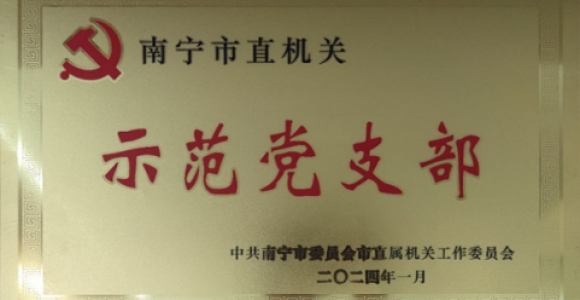 南宁市直机关
示范党支部
中共南宁市委员会市直属机关工作委员会
二〇二四年一月